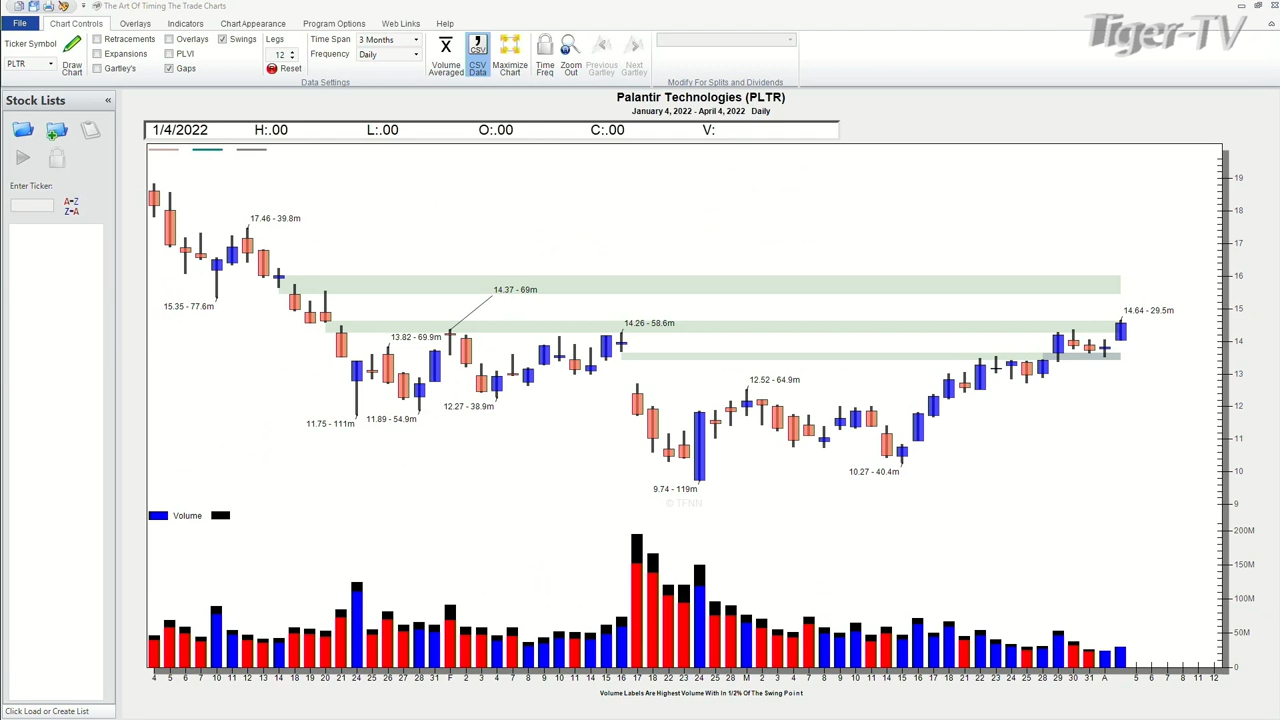 The Art Of Timing The Trade Charts
File Chart Controls Overlays Indicators Chart Appearance Program Options Web Links Help
Tiger-TV
Ticker Symbol
PLTR
Draw Chart
Retracements Overlays Swings
Expansions PLVI
Gartley's Gaps
Legs
12
Reset
Time Span 3 Months
Frequency Daily
Data Settings
Volume Averaged
CSV Data
Maximize Chart
Time Freq
Zoom Out
Previous Gartley
Next Gartley
Modify For Splits and Dividends
Stock Lists «
Enter Ticker:
A-Z
Z-A
Click Load or Create List
Palantir Technologies (PLTR)
January 4, 2022 - April 4, 2022 Daily
1/4/2022 H:.00 L:.00 O:.00 C:.00 V:
17.46 - 39.8m
15.35 - 77.6m
14.37 - 69m
13.82 - 69.9m
14.26 - 58.6m
14.64 - 29.5m
12.52 - 64.9m
12.27 - 38.9m
11.75 - 111m
11.89 - 54.9m
10.27 - 40.4m
9.74 - 119m
© TFNN
19
18
17
16
15
14
13
12
11
10
9
Volume
200M
150M
100M
50M
0
4 5 6 7 10 11 12 13 14 18 19 20 21 24 25 26 27 28 31 F 2 3 4 7 8 9 10 11 14 15 16 17 18 22 23 24 25 28 M 2 3 4 7 8 9 10 11 14 15 16 17 18 21 22 23 24 25 28 29 30 31 A 4 5 6 7 8 11 12
Volume Labels Are Highest Volume With In 1/2% Of The Swing Point